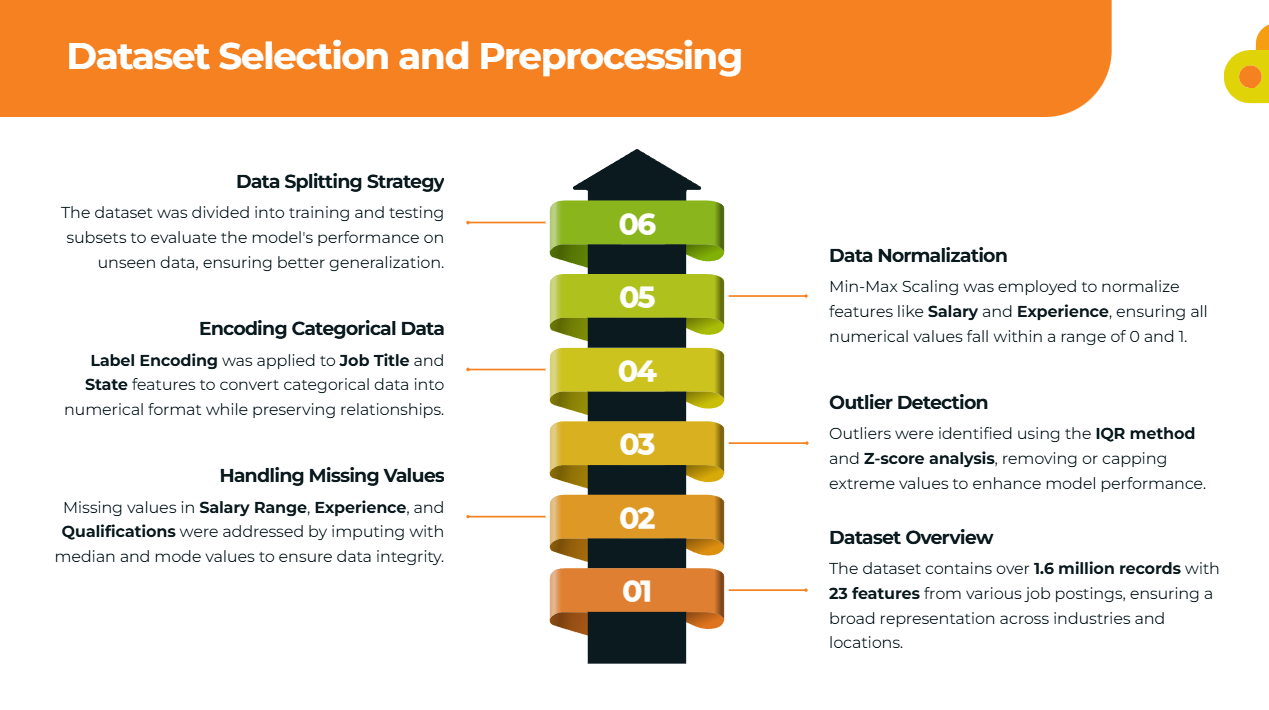 Dataset Selection and Preprocessing
Data Splitting Strategy
The dataset was divided into training and testing
subsets to evaluate the model's performance on
unseen data, ensuring better generalization.
Encoding Categorical Data
Label Encoding was applied to Job Title and
State features to convert categorical data into
numerical format while preserving relationships.
Handling Missing Values
Missing values in Salary Range, Experience, and
Qualifications were addressed by imputing with
median and mode values to ensure data integrity.
06
05
04
03
02
01
Data Normalization
Min-Max Scaling was employed to normalize
features like Salary and Experience, ensuring all
numerical values fall within a range of 0 and 1.
Outlier Detection
Outliers were identified using the IQR method
and Z-score analysis, removing or capping
extreme values to enhance model performance.
Dataset Overview
The dataset contains over 1.6 million records with
23 features from various job postings, ensuring a
broad representation across industries and
locations.